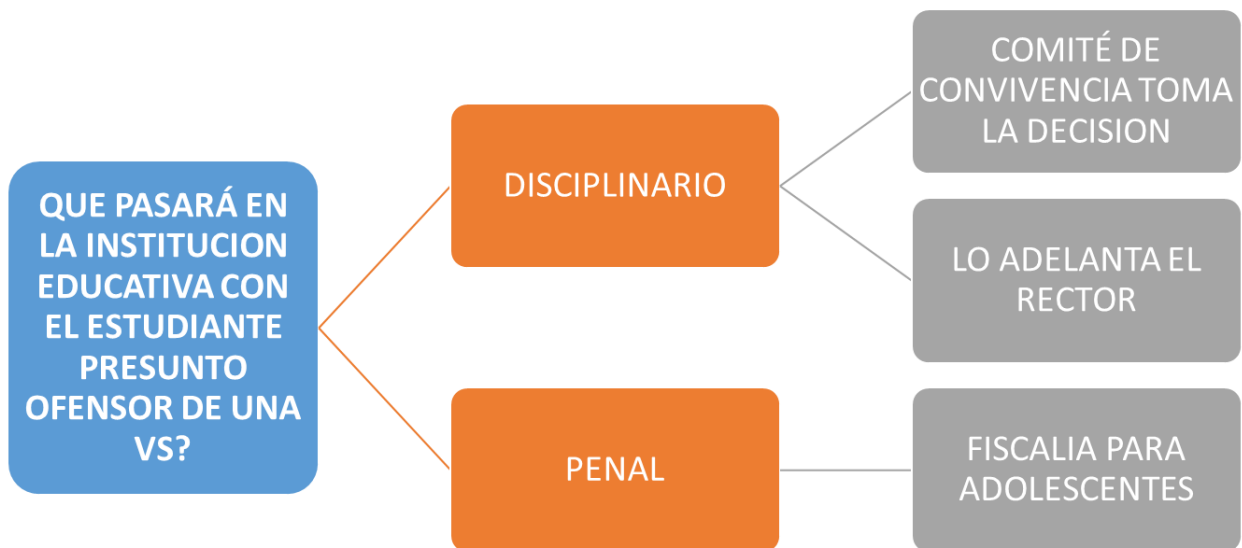 QUE PASARÁ EN
LA INSTITUCION
EDUCATIVA CON
EL ESTUDIANTE
PRESUNTO
OFENSOR DE UNA
VS?
DISCIPLINARIO
COMITÉ DE
CONVIVENCIA TOMA
LA DECISION
LO ADELANTA EL
RECTOR
PENAL
FISCALIA PARA
ADOLESCENTES